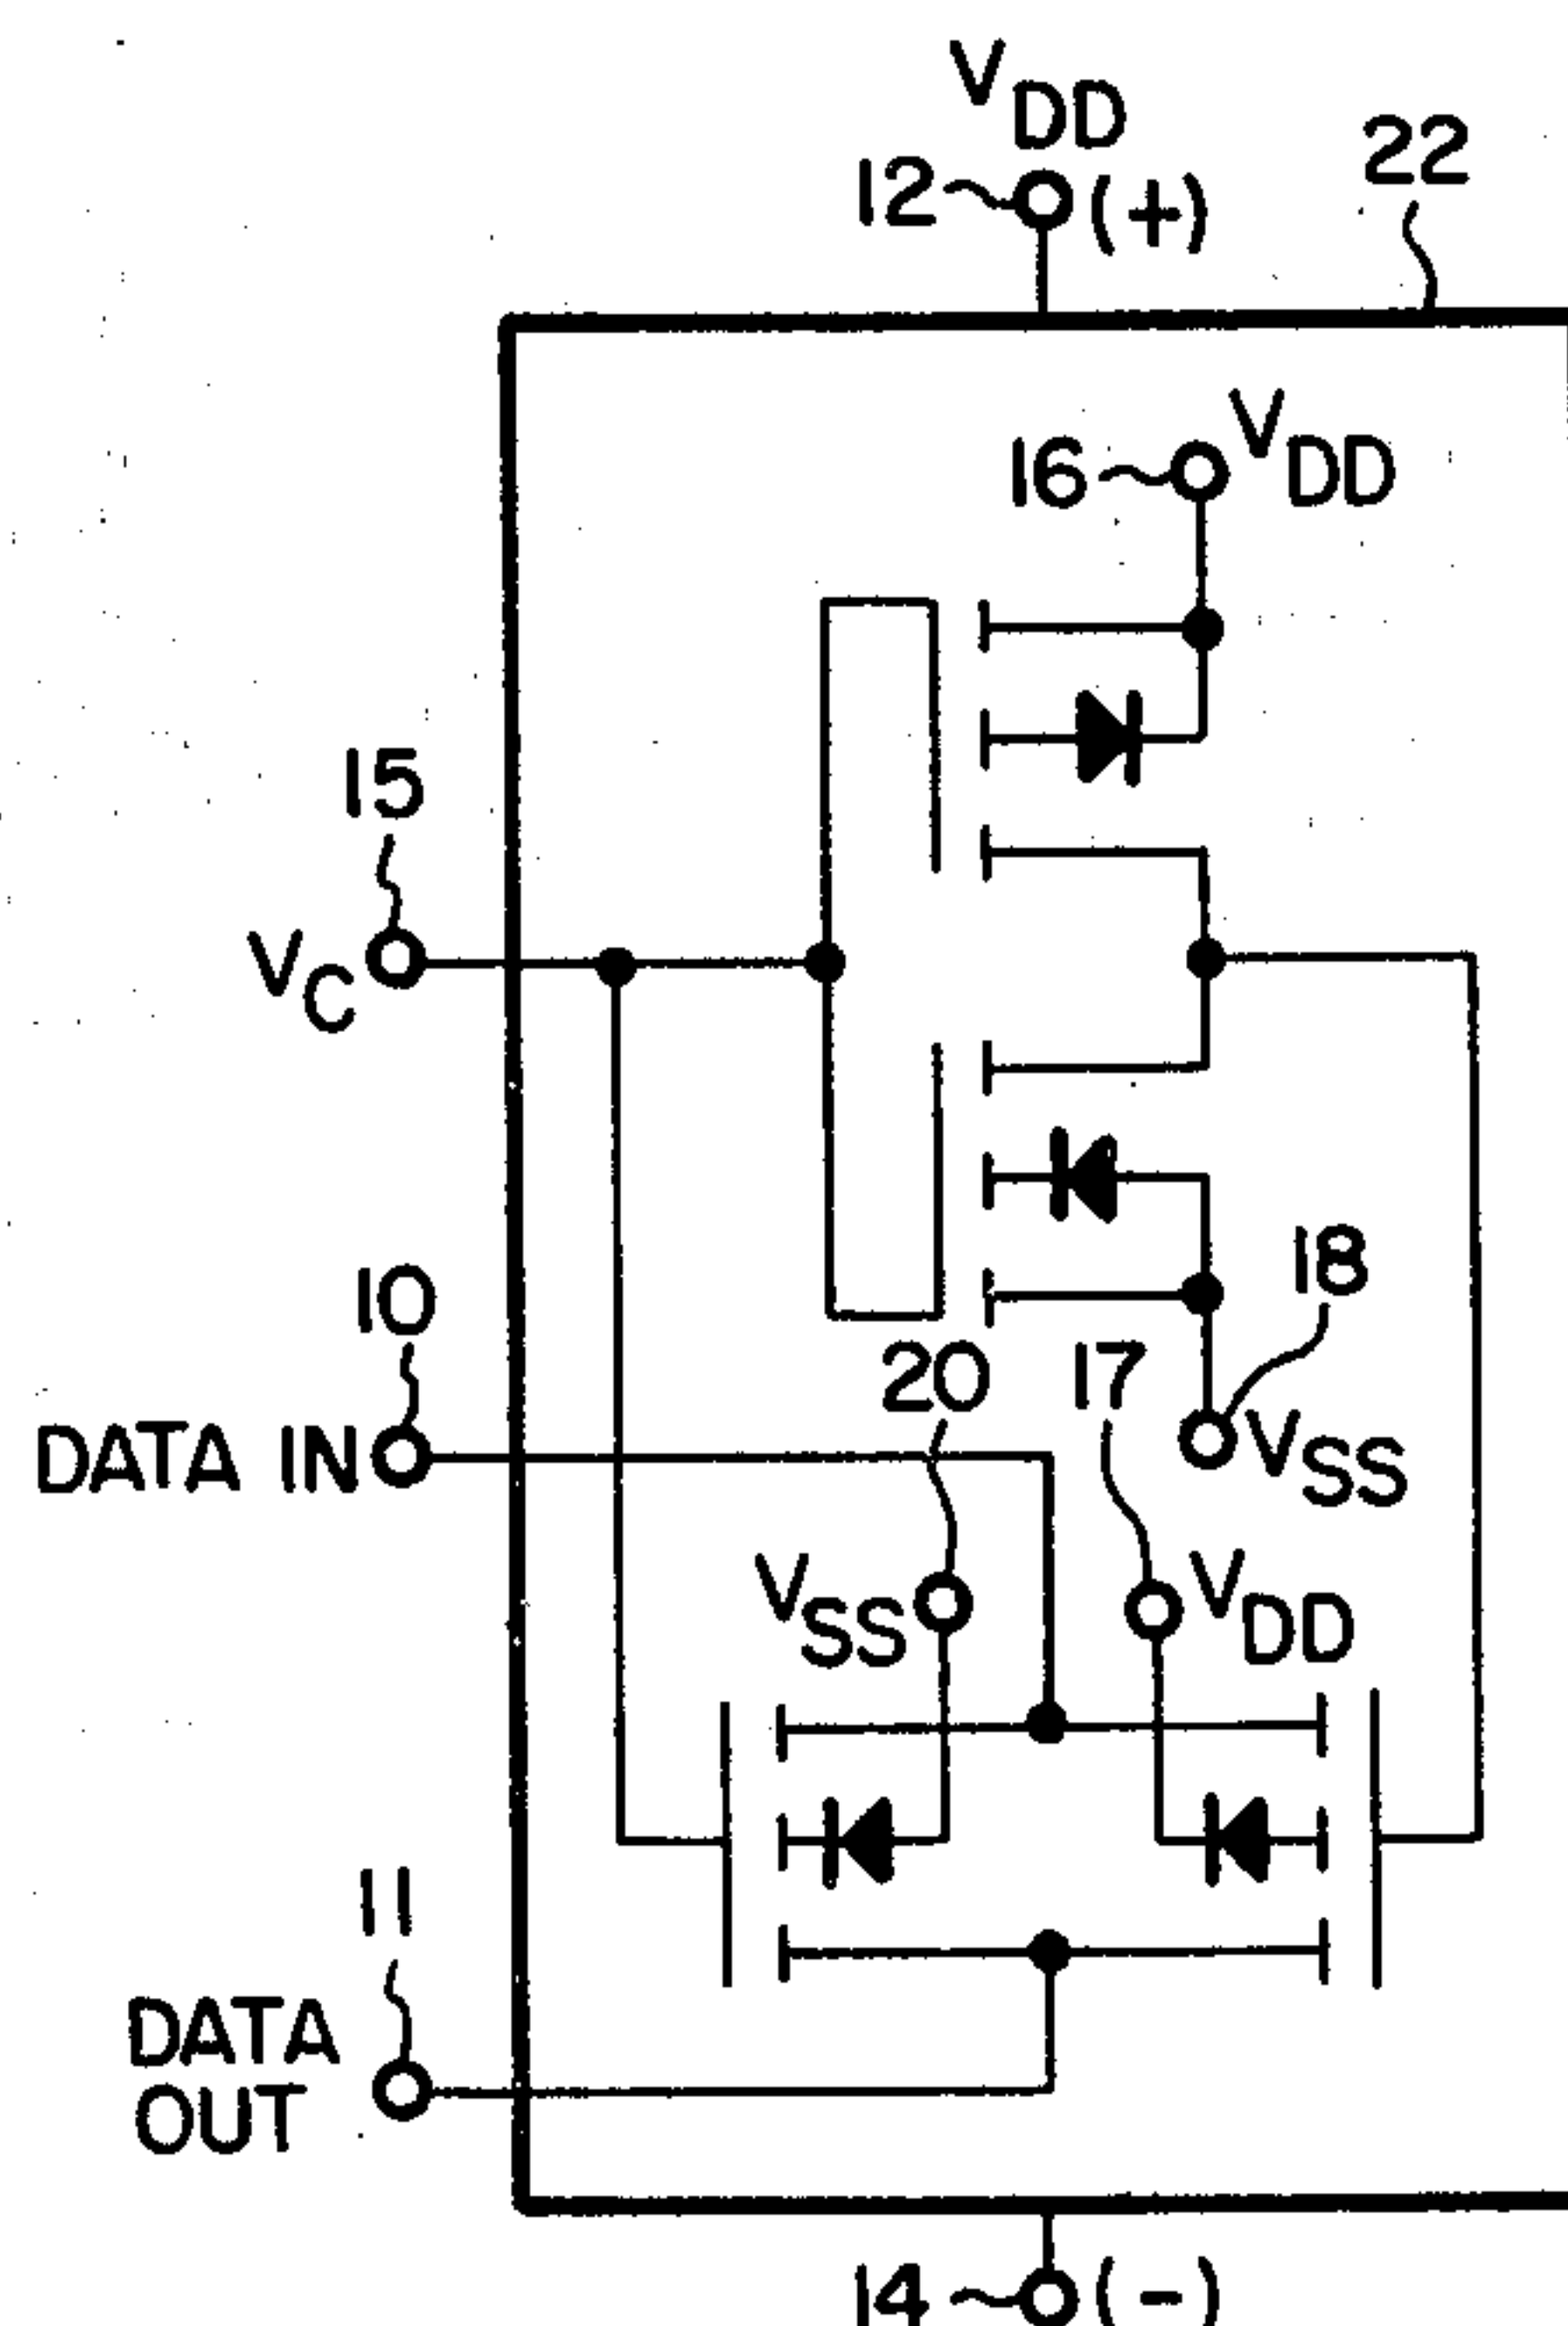 VDD
12 (+)
22
16 VDD
15
VC
18
10
20 17
DATA IN
VSS
VSS
VDD
11
DATA
OUT
14 (-)